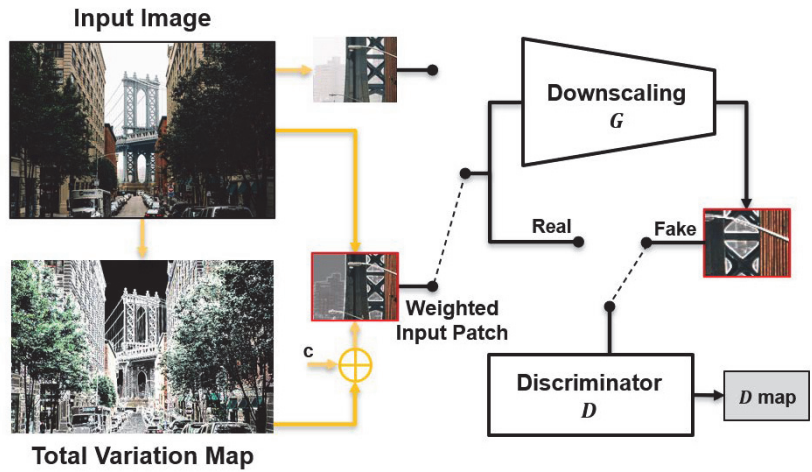 Input Image
Downscaling
G
Real
Fake
Weighted
Input Patch
c
Discriminator
D
D map
Total Variation Map